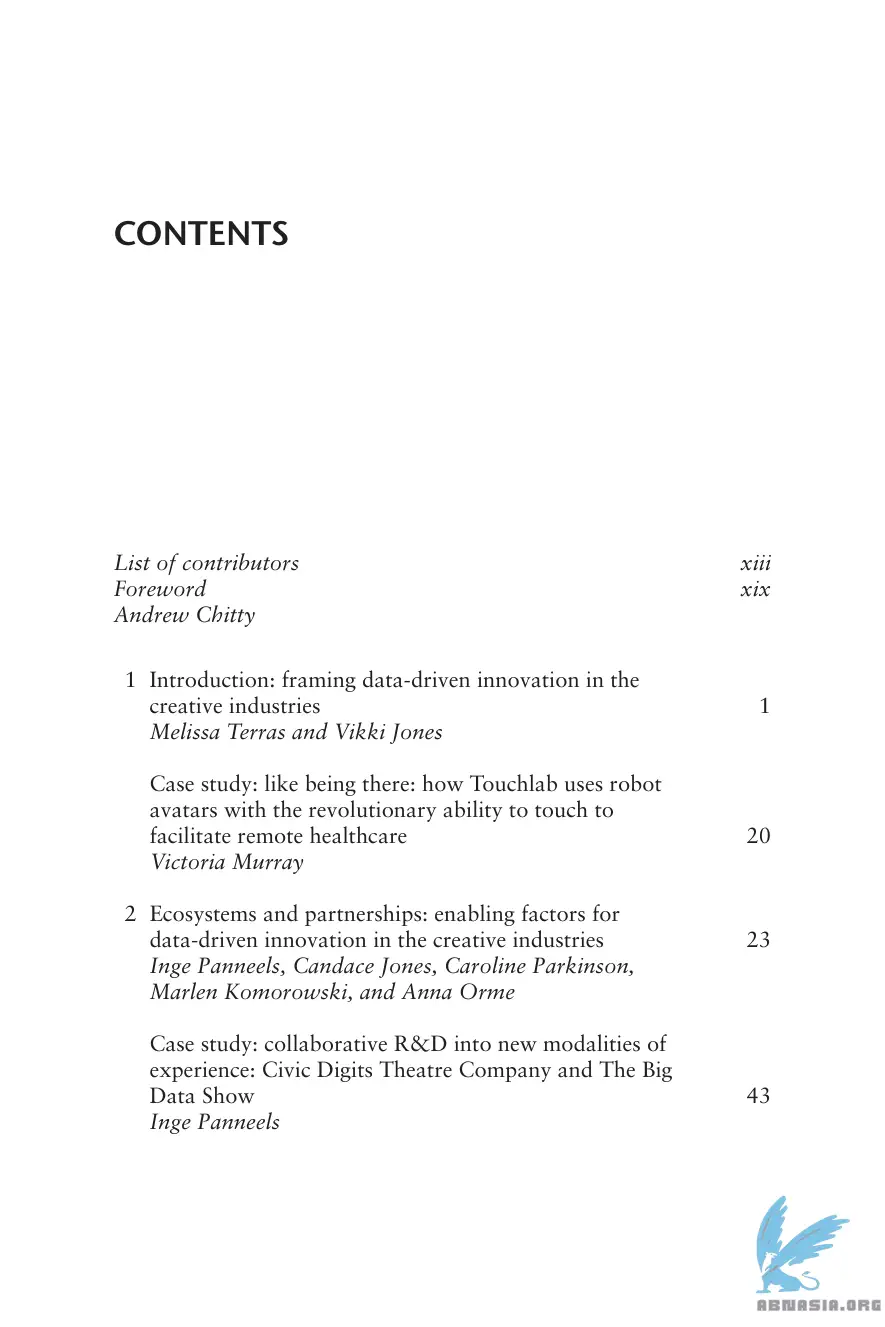 CONTENTS
List of contributors xiii
Foreword xix
Andrew Chitty
1 Introduction: framing data-driven innovation in the
creative industries 1
Melissa Terras and Vikki Jones
Case study: like being there: how Touchlab uses robot
avatars with the revolutionary ability to touch to
facilitate remote healthcare 20
Victoria Murray
2 Ecosystems and partnerships: enabling factors for
data-driven innovation in the creative industries 23
Inge Panneels, Candace Jones, Caroline Parkinson,
Marlen Komorowski, and Anna Orme
Case study: collaborative R&D into new modalities of
experience: Civic Digits Theatre Company and The Big
Data Show 43
Inge Panneels
ABNASIA.ORG